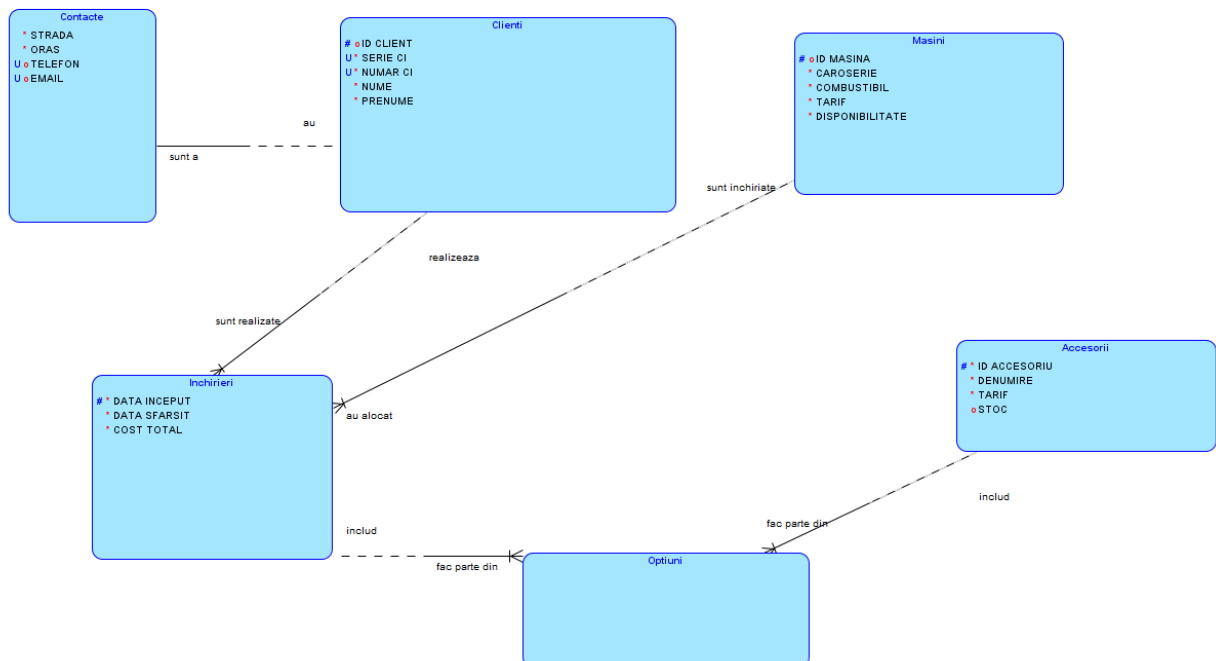 Contacte
* STRADA
* ORAS
U o TELEFON
U o EMAIL
Clienti
# o ID CLIENT
U * SERIE CI
U * NUMAR CI
* NUME
* PRENUME
Masini
# o ID MASINA
* CAROSERIE
* COMBUSTIBIL
* TARIF
* DISPONIBILITATE
au
sunt a
sunt inchiriate
realizeaza
sunt realizate
Inchirieri
# * DATA INCEPUT
* DATA SFARSIT
* COST TOTAL
au alocat
Accesorii
# * ID ACCESORIU
* DENUMIRE
* TARIF
o STOC
includ
fac parte din
includ
fac parte din
Optiuni